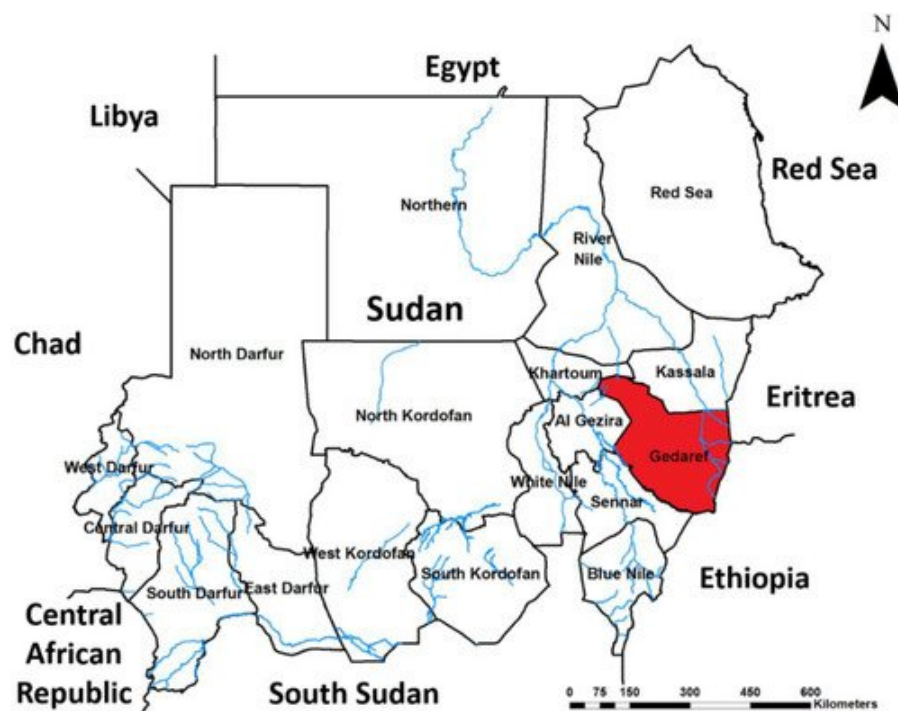 N
Egypt
Libya
Red Sea
Red Sea
Northern
River
Nile
Sudan
Chad
North Darfur
Khartoum
Kassala
Eritrea
North Kordofan
Al Gezira
Gedaref
West Darfur
White Nile
Sennar
Central Darfur
West Kordofan
South Kordofan
Blue Nile
Ethiopia
South Darfur
East Darfur
Central
African
Republic
South Sudan
0 75 150 300 450 600
Kilometers